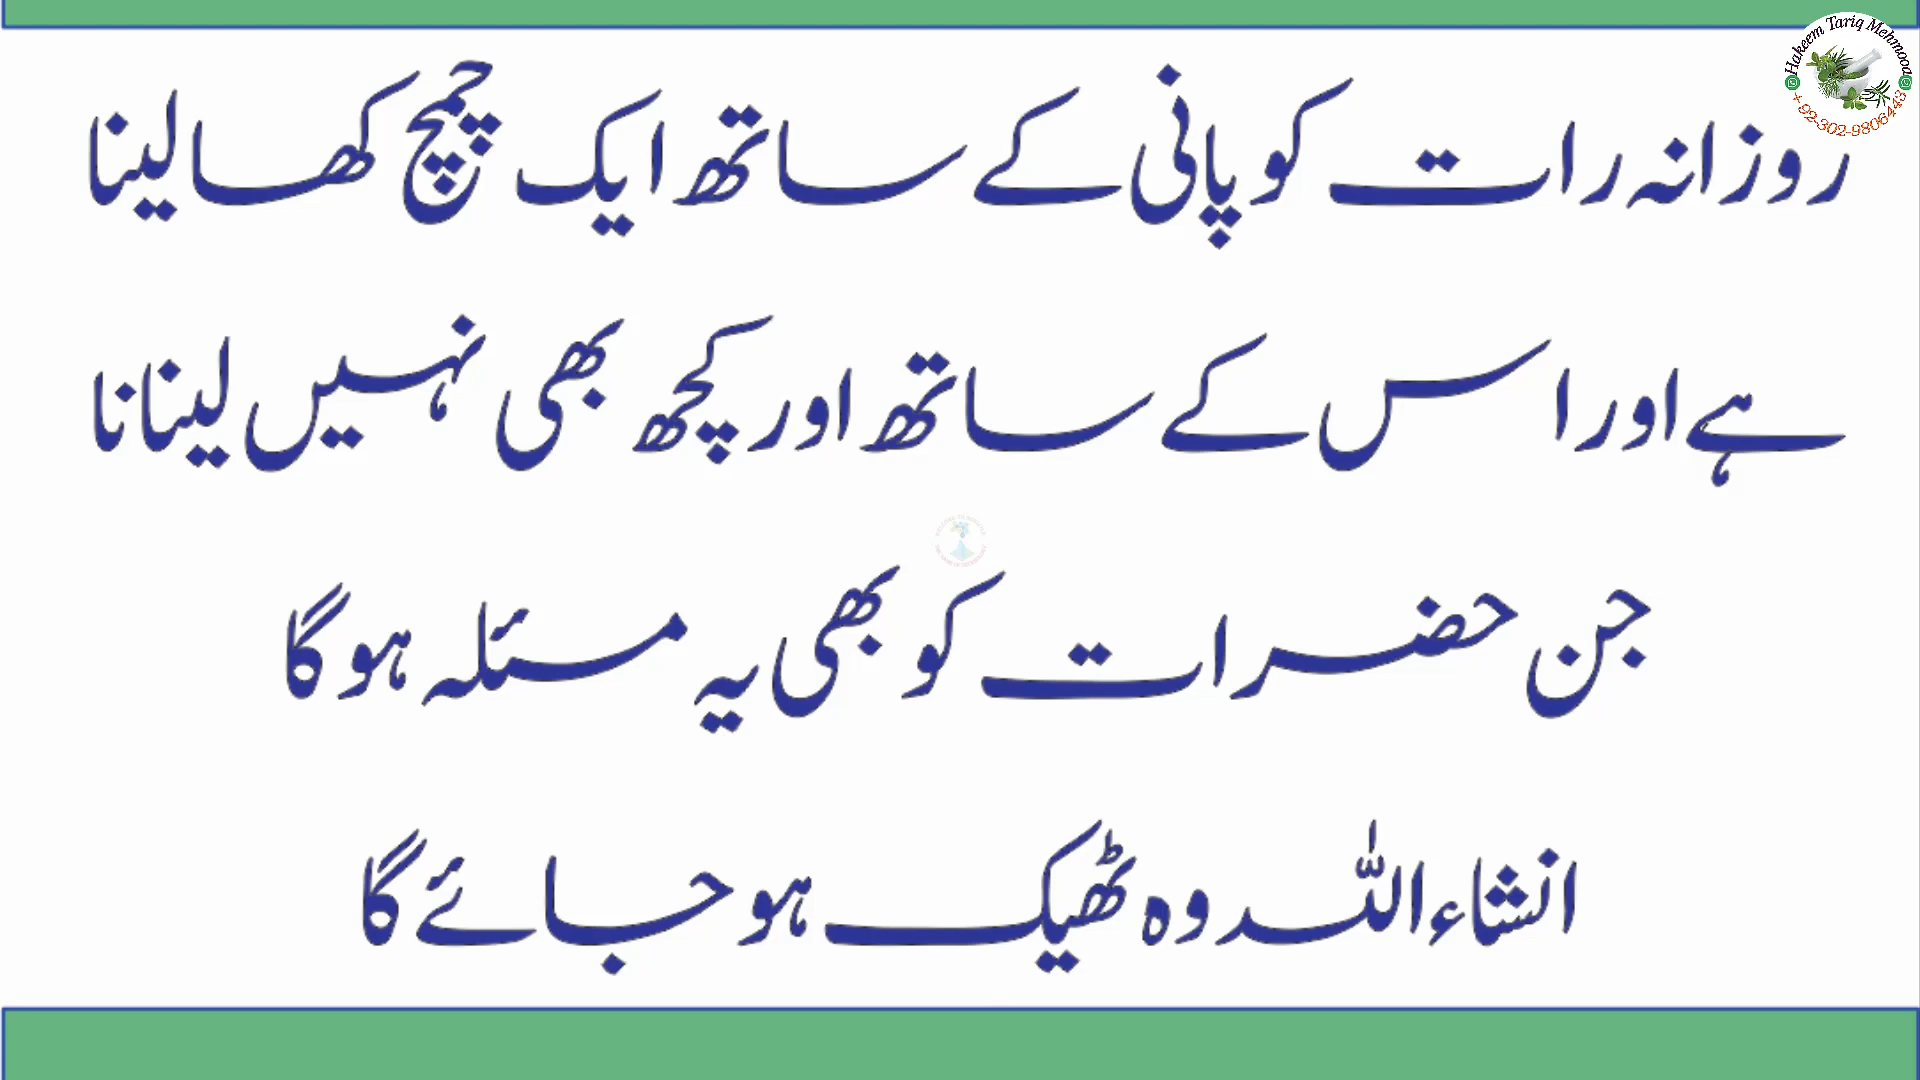 Hakeem Tariq Mehmood
+92-302-9806443
روزانہ رات کو پانی کے ساتھ ایک چمچ کھا لینا
ہے اور اس کے ساتھ اور کچھ بھی نہیں لینا نا
جن حضرات کو بھی یہ مسئلہ ہو گا
انشاء اللہ وہ ٹھیک ہو جائے گا